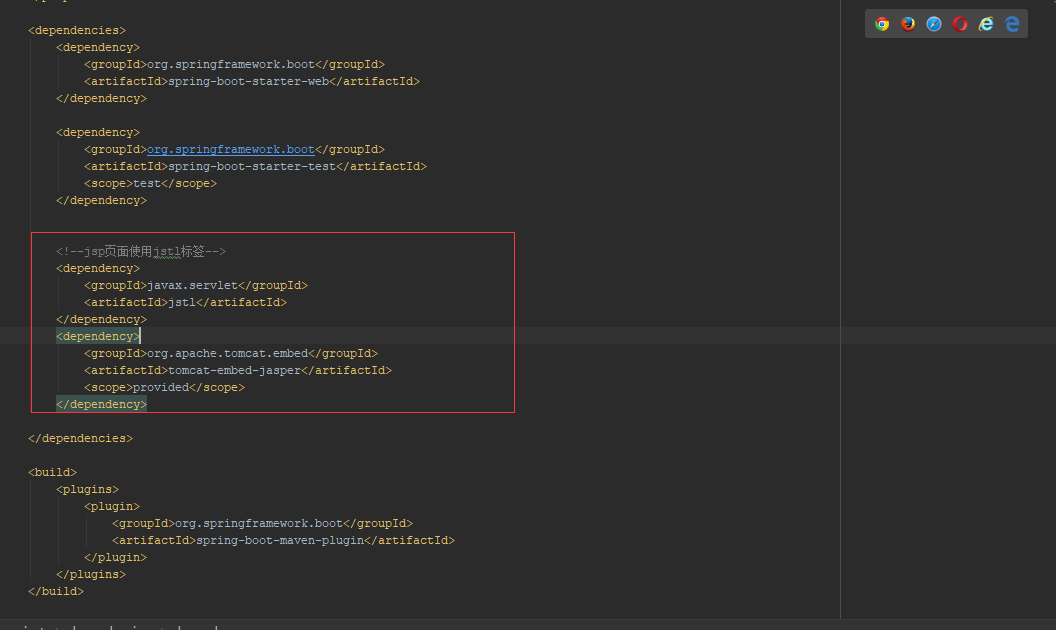 <dependencies>
<dependency>
<groupId>org.springframework.boot</groupId>
<artifactId>spring-boot-starter-web</artifactId>
</dependency>
<dependency>
<groupId>org.springframework.boot</groupId>
<artifactId>spring-boot-starter-test</artifactId>
<scope>test</scope>
</dependency>
<!--jsp页面使用jstl标签-->
<dependency>
<groupId>javax.servlet</groupId>
<artifactId>jstl</artifactId>
</dependency>
<dependency>
<groupId>org.apache.tomcat.embed</groupId>
<artifactId>tomcat-embed-jasper</artifactId>
<scope>provided</scope>
</dependency>
</dependencies>
<build>
<plugins>
<plugin>
<groupId>org.springframework.boot</groupId>
<artifactId>spring-boot-maven-plugin</artifactId>
</plugin>
</plugins>
</build>